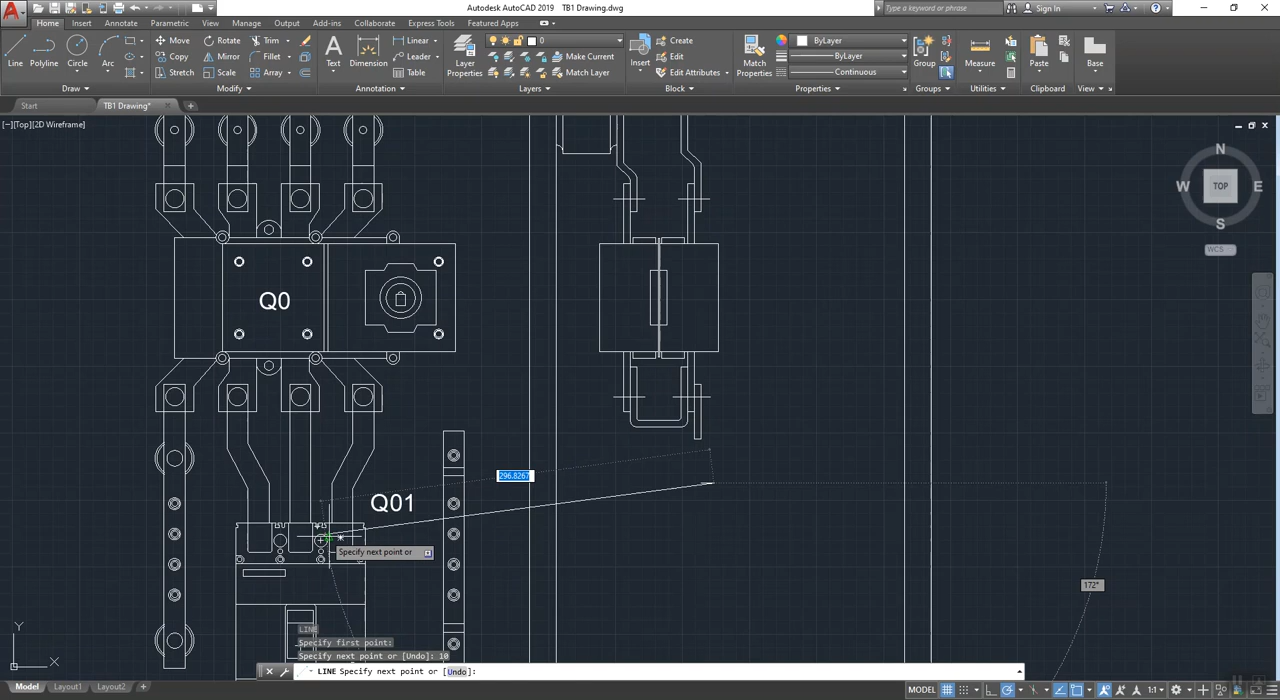 Autodesk AutoCAD 2019 TB1 Drawing.dwg
Type a keyword or phrase
Sign In
Home Insert Annotate Parametric View Manage Output Add-ins Collaborate Express Tools Featured Apps
Line
Polyline
Circle
Arc
Move
Rotate
Trim
Copy
Mirror
Fillet
Stretch
Scale
Array
Text
Dimension
Linear
Leader
Table
Layer
Properties
0
Make Current
Match Layer
Insert
Create
Edit
Edit Attributes
Match
Properties
ByLayer
ByLayer
Continuous
Group
Measure
Paste
Base
Draw
Modify
Annotation
Layers
Block
Properties
Groups
Utilities
Clipboard
View
Start
TB1 Drawing*
[−][Top][2D Wireframe]
N
W
TOP
E
S
WCS
Q0
296.8267
Q01
Specify next point or
172°
LINE
Specify first point:
Specify next point or [Undo]: 10
Y
X
LINE Specify next point or [Undo]:
Model
Layout1
Layout2
MODEL
1:1